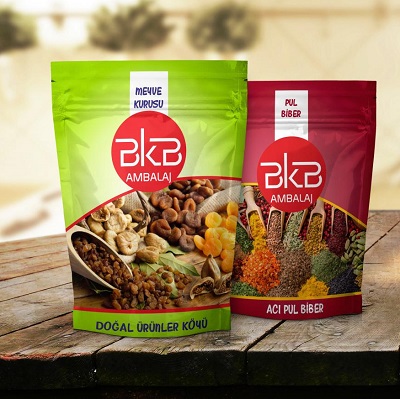 MEYVE
KURUSU
BKB
AMBALAJ
DOĞAL ÜRÜNLER KÖYÜ
PUL
BİBER
BKB
AMBALAJ
ACI PUL BİBER